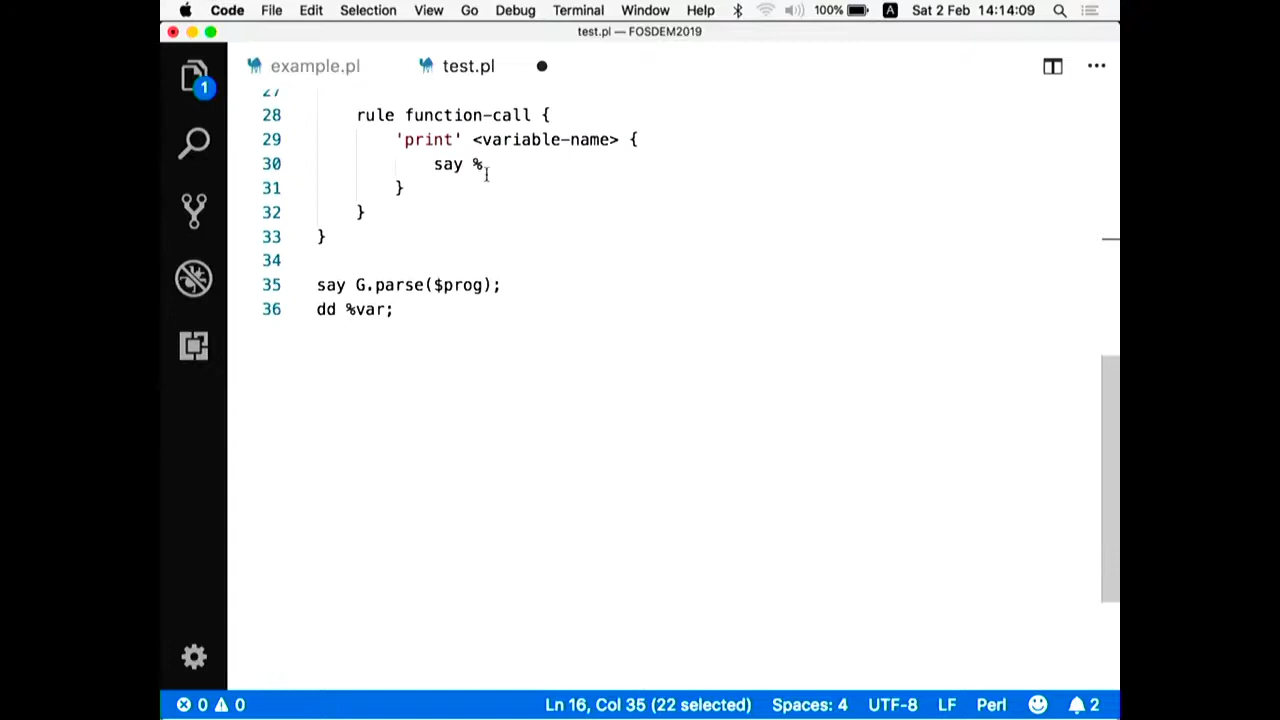 Code File Edit Selection View Go Debug Terminal Window Help 100% A Sat 2 Feb 14:14:09
test.pl — FOSDEM2019
1
example.pl test.pl
27
28 rule function-call {
29 'print' <variable-name> {
30 say %
31 }
32 }
33 }
34
35 say G.parse($prog);
36 dd %var;
0 0 Ln 16, Col 35 (22 selected) Spaces: 4 UTF-8 LF Perl 2